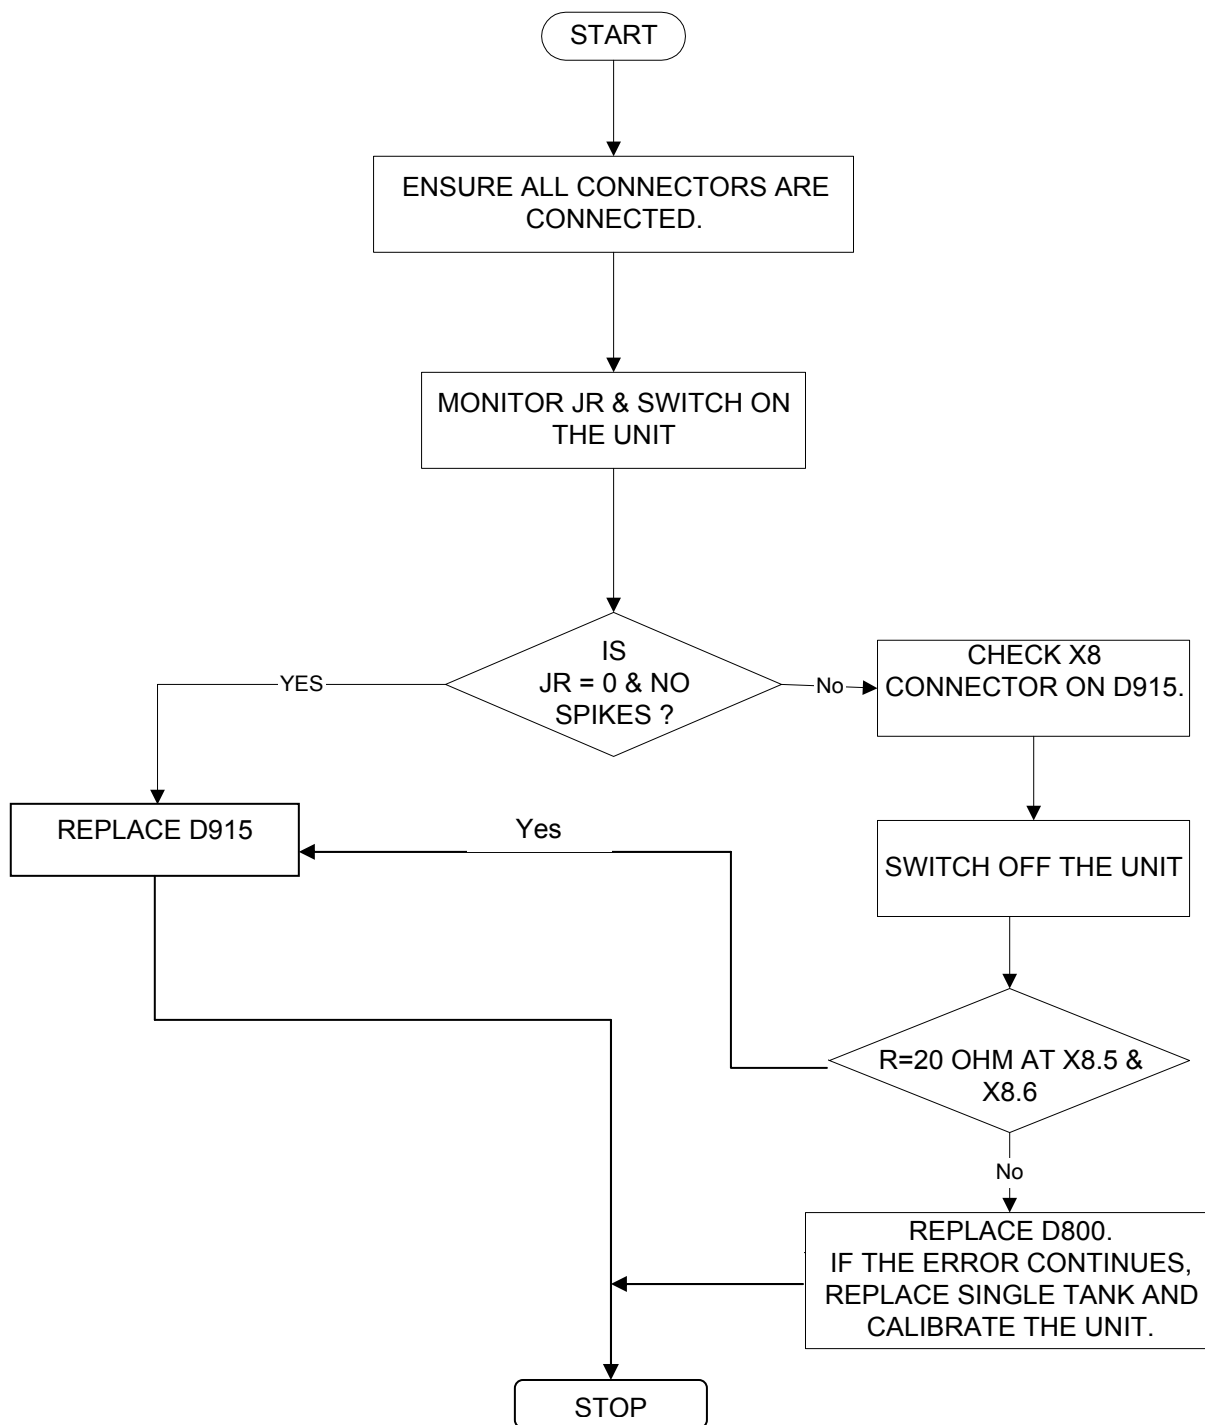 START
ENSURE ALL CONNECTORS ARE
CONNECTED.
MONITOR JR & SWITCH ON
THE UNIT
IS
JR = 0 & NO
SPIKES ?
YES
No
CHECK X8
CONNECTOR ON D915.
REPLACE D915
Yes
SWITCH OFF THE UNIT
R=20 OHM AT X8.5 &
X8.6
No
REPLACE D800.
IF THE ERROR CONTINUES,
REPLACE SINGLE TANK AND
CALIBRATE THE UNIT.
STOP